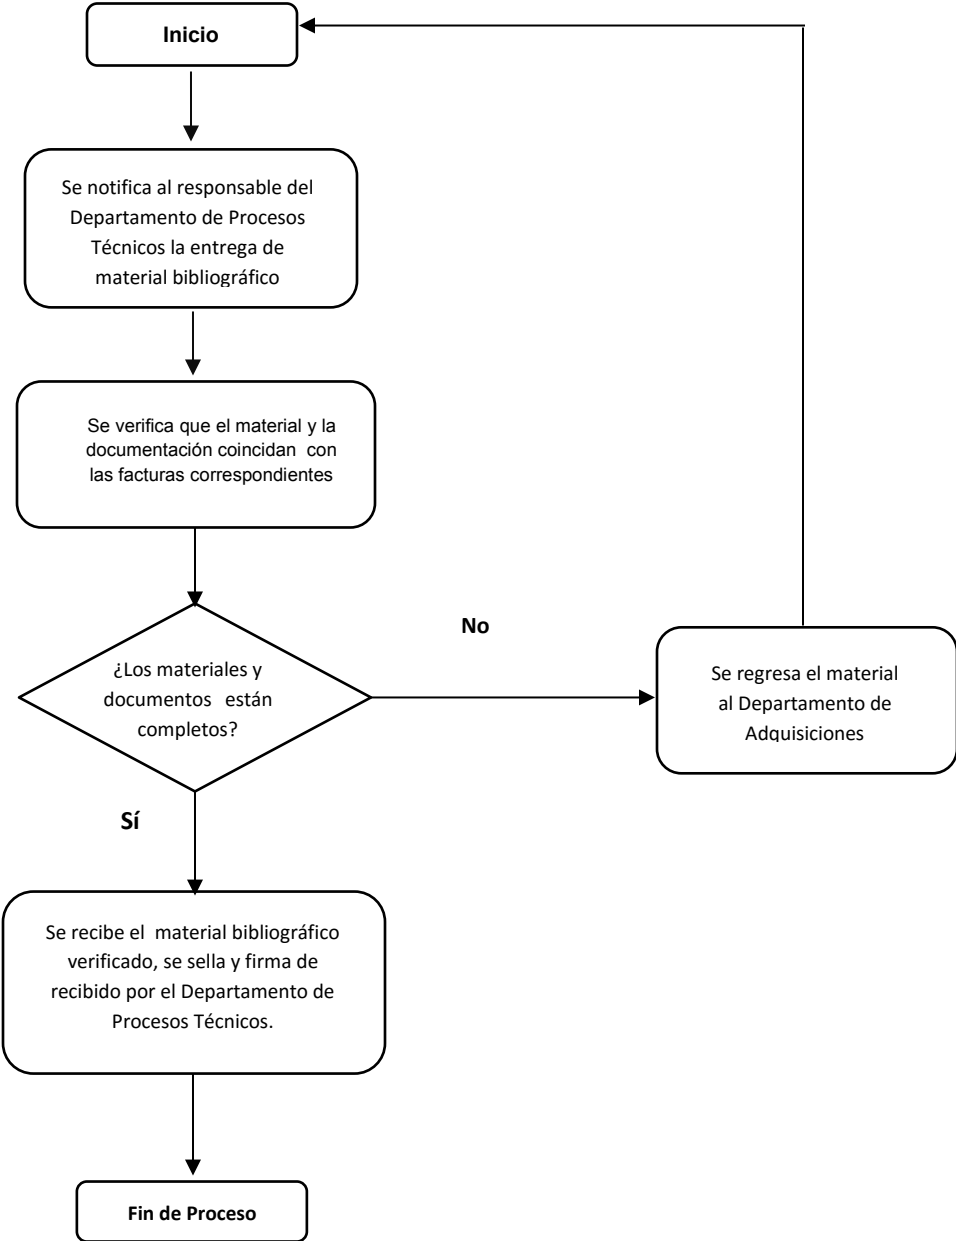 Inicio
Se notifica al responsable del
Departamento de Procesos
Técnicos la entrega de
material bibliográfico
Se verifica que el material y la
documentación coincidan con
las facturas correspondientes
¿Los materiales y
documentos están
completos?
No
Se regresa el material
al Departamento de
Adquisiciones
Sí
Se recibe el material bibliográfico
verificado, se sella y firma de
recibido por el Departamento de
Procesos Técnicos.
Fin de Proceso